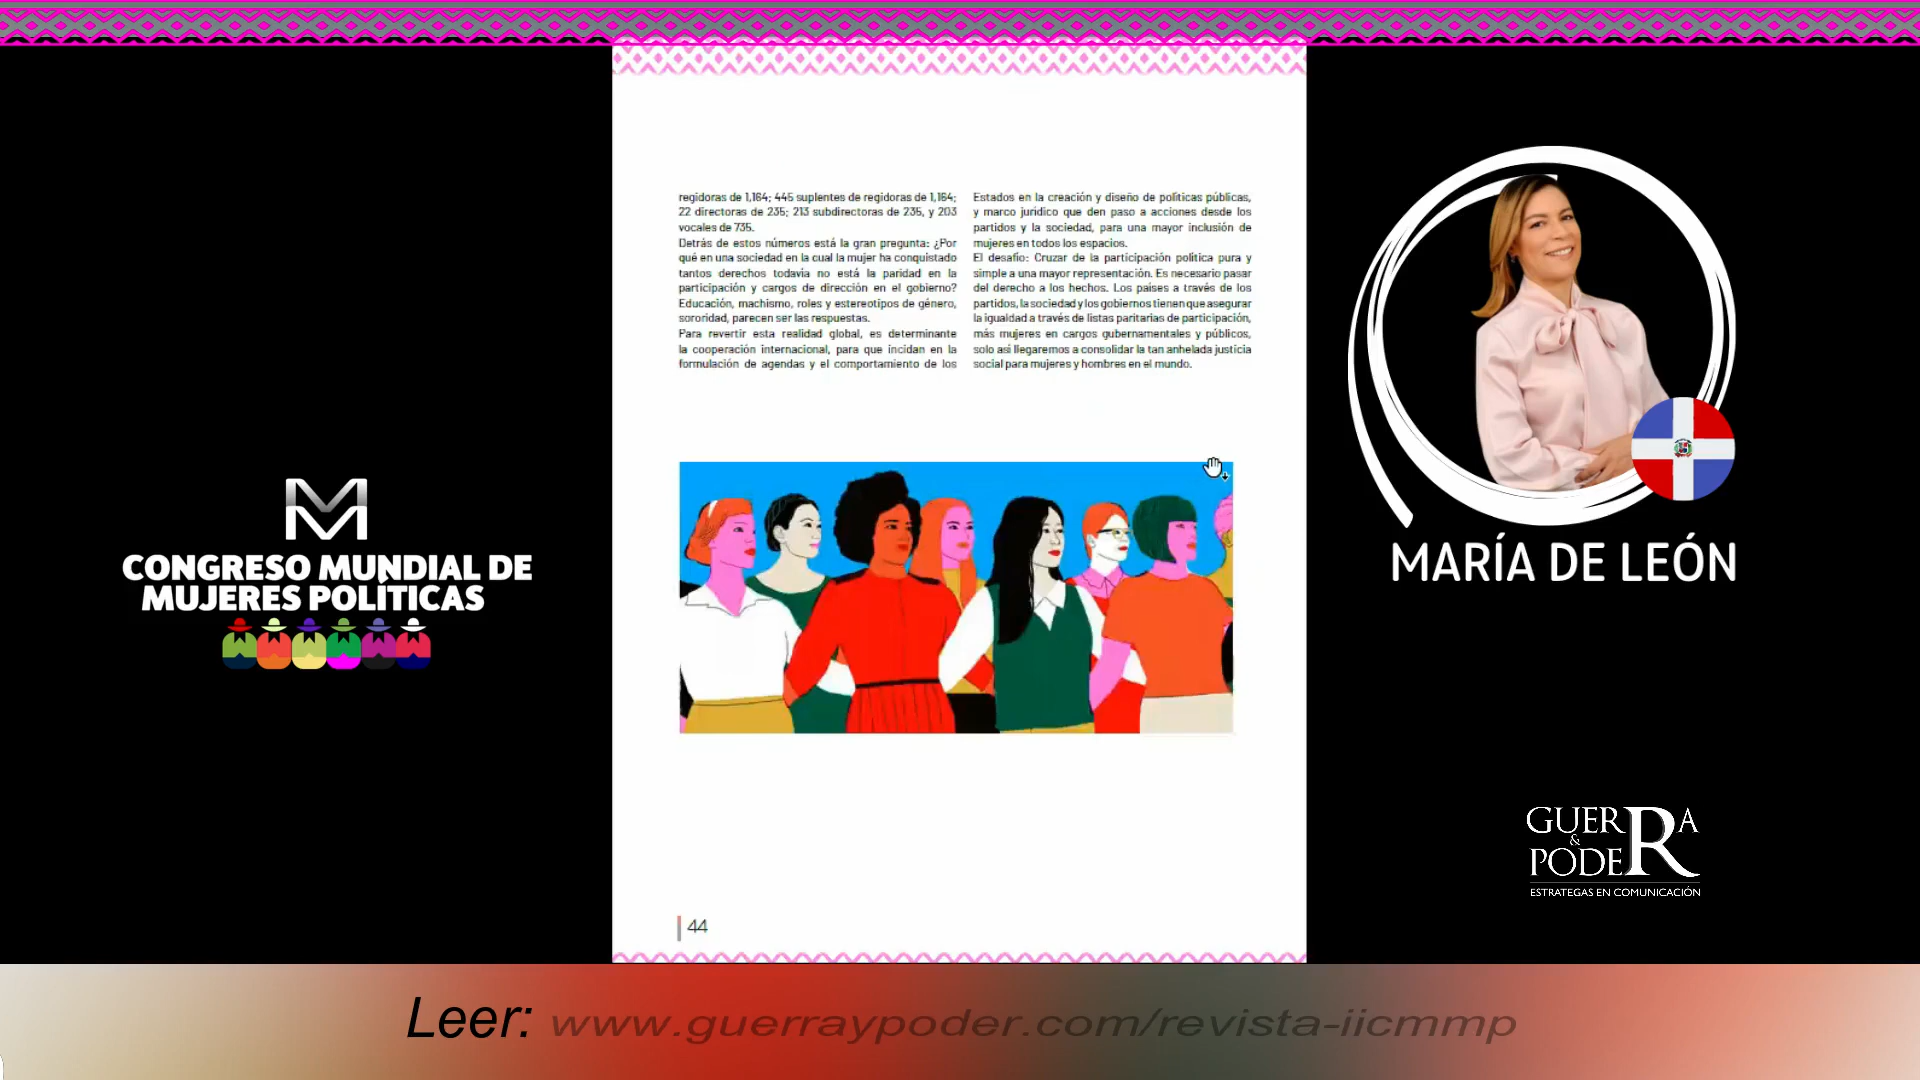 regidoras de 1,164; 445 suplentes de regidoras de 1,164;
22 directoras de 235; 213 subdirectoras de 235, y 203
vocales de 735.
Detrás de estos números está la gran pregunta: ¿Por
qué en una sociedad en la cual la mujer ha conquistado
tantos derechos todavía no está la paridad en la
participación y cargos de dirección en el gobierno?
Educación, machismo, roles y estereotipos de género,
sororidad, parecen ser las respuestas.
Para revertir esta realidad global, es determinante
la cooperación internacional, para que incidan en la
formulación de agendas y el comportamiento de los
Estados en la creación y diseño de políticas públicas,
y marco jurídico que den paso a acciones desde los
partidos y la sociedad, para una mayor inclusión de
mujeres en todos los espacios.
El desafío: Cruzar de la participación política pura y
simple a una mayor representación. Es necesario pasar
del derecho a los hechos. Los países a través de los
partidos, la sociedad y los gobiernos tienen que asegurar
la igualdad a través de listas paritarias de participación,
más mujeres en cargos gubernamentales y públicos,
solo así llegaremos a consolidar la tan anhelada justicia
social para mujeres y hombres en el mundo.
44
M
CONGRESO MUNDIAL DE
MUJERES POLÍTICAS
MARÍA DE LEÓN
GUERRA
&
PODER
ESTRATEGAS EN COMUNICACIÓN
Leer: www.guerraypoder.com/revista-iicmmp